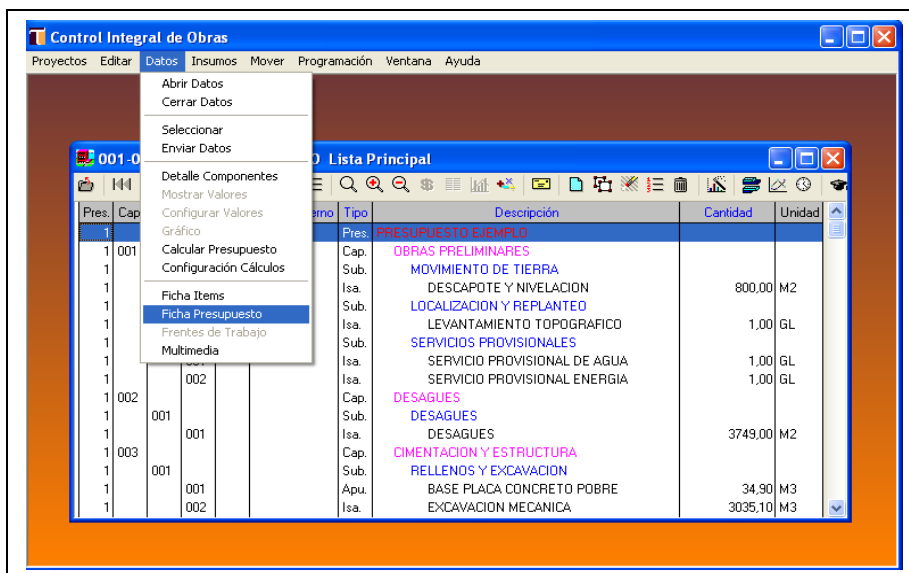 Control Integral de Obras
Proyectos Editar Datos Insumos Mover Programación Ventana Ayuda
Abrir Datos
Cerrar Datos
Seleccionar
Enviar Datos
Detalle Componentes
Mostrar Valores
Configurar Valores
Gráfico
Calcular Presupuesto
Configuración Cálculos
Ficha Items
Ficha Presupuesto
Frentes de Trabajo
Multimedia
001-0 O Lista Principal
Pres. Cap erno Tipo Descripción Cantidad Unidad
1 Pres. PRESUPUESTO EJEMPLO
1 001 Cap. OBRAS PRELIMINARES
1 Sub. MOVIMIENTO DE TIERRA
1 Isa. DESCAPOTE Y NIVELACION 800,00 M2
1 Sub. LOCALIZACION Y REPLANTEO
1 Isa. LEVANTAMIENTO TOPOGRAFICO 1,00 GL
1 Sub. SERVICIOS PROVISIONALES
1 Isa. SERVICIO PROVISIONAL DE AGUA 1,00 GL
1 002 Isa. SERVICIO PROVISIONAL ENERGIA 1,00 GL
1 002 Cap. DESAGUES
1 001 Sub. DESAGUES
1 001 Isa. DESAGUES 3749,00 M2
1 003 Cap. CIMENTACION Y ESTRUCTURA
1 001 Sub. RELLENOS Y EXCAVACION
1 001 Apu. BASE PLACA CONCRETO POBRE 34,90 M3
1 002 Isa. EXCAVACION MECANICA 3035,10 M3